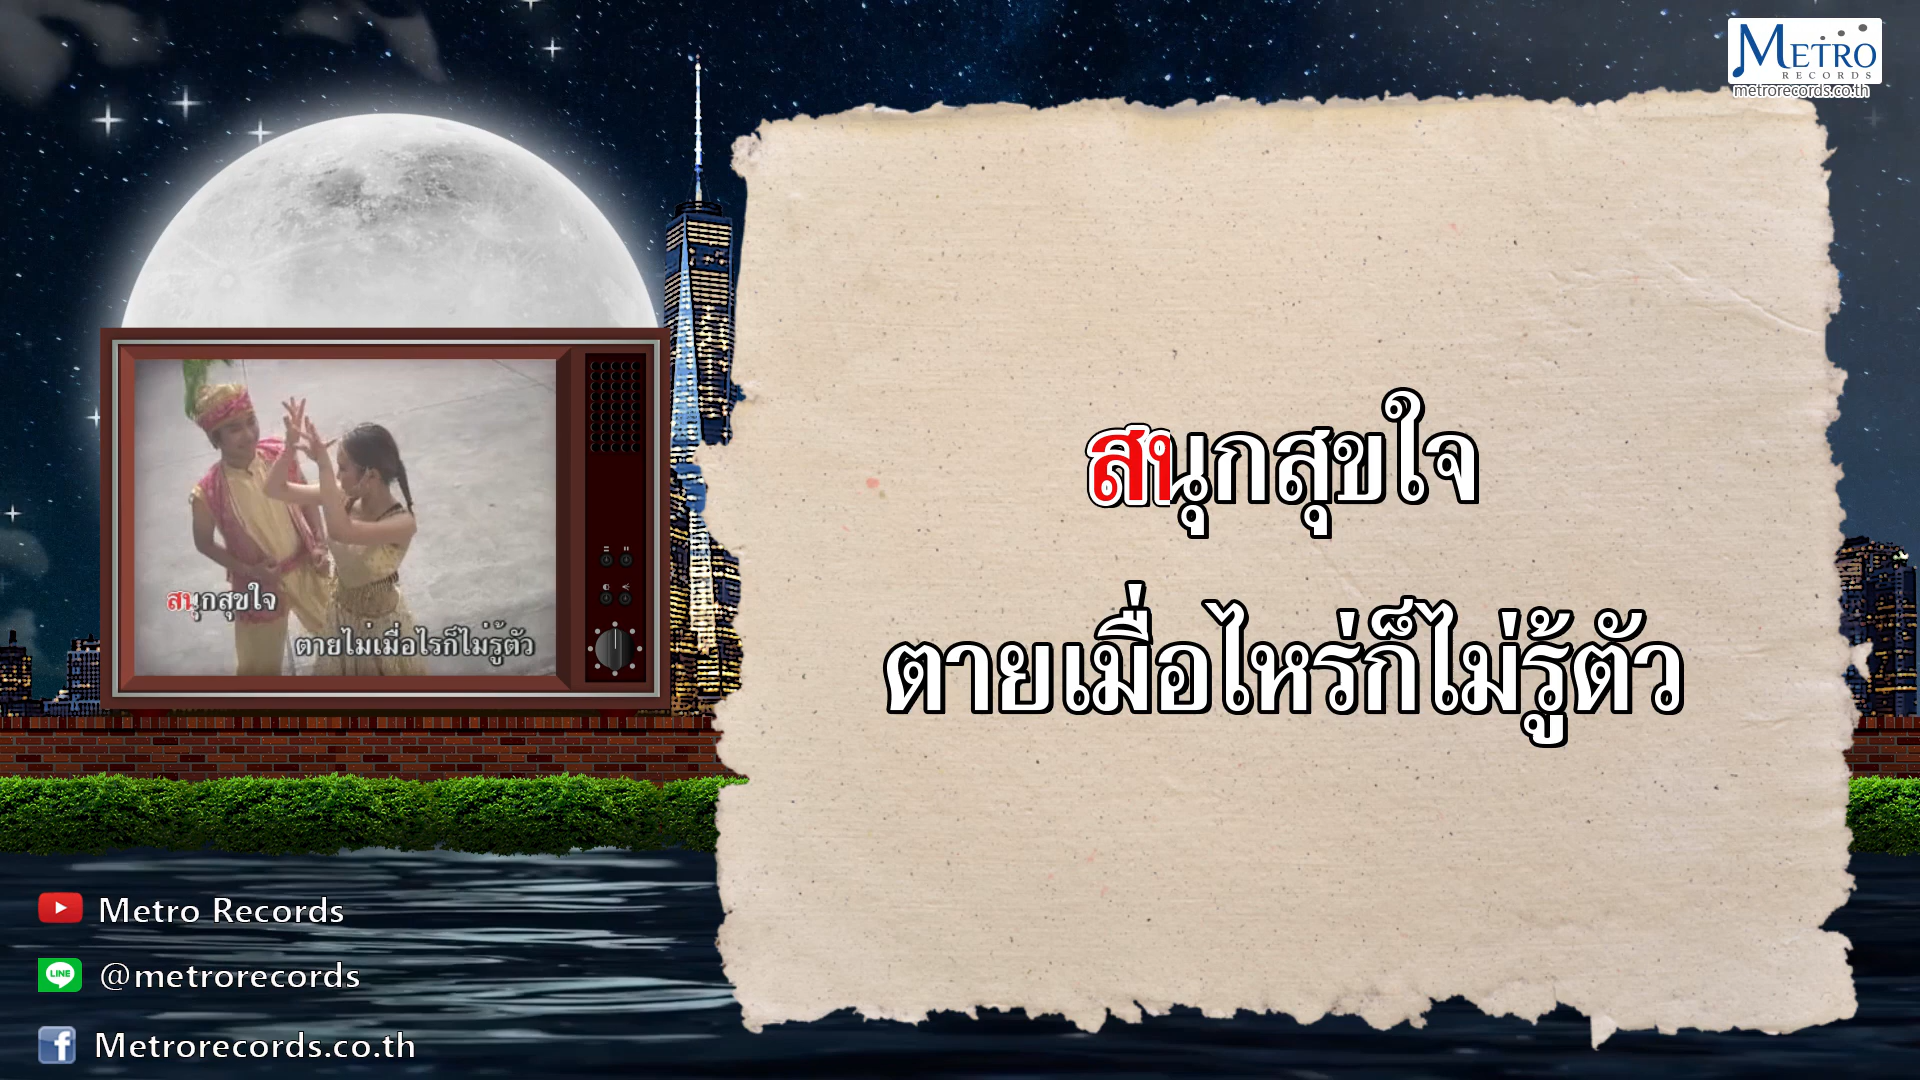 METRO
RECORDS
metrorecords.co.th
สนุกสุขใจ
ตายเมื่อไหร่ก็ไม่รู้ตัว
สนุกสุขใจ
ตายไม่เมื่อไรก็ไม่รู้ตัว
Metro Records
LINE
@metrorecords
f
Metrorecords.co.th